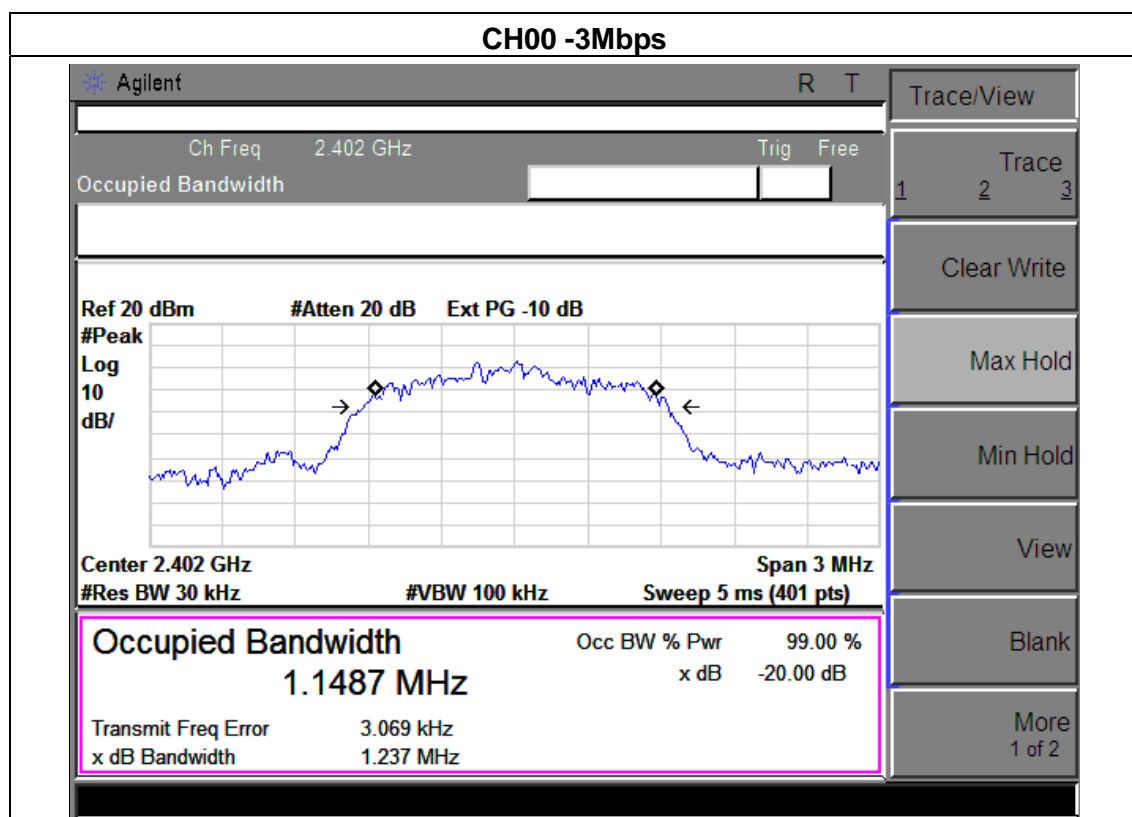 CH00 -3Mbps
Agilent R T
Ch Freq 2.402 GHz Trig Free
Occupied Bandwidth
Ref 20 dBm #Atten 20 dB Ext PG -10 dB
#Peak
Log
10
dB/
Center 2.402 GHz Span 3 MHz
#Res BW 30 kHz #VBW 100 kHz Sweep 5 ms (401 pts)
Occupied Bandwidth Occ BW % Pwr 99.00 %
1.1487 MHz x dB -20.00 dB
Transmit Freq Error 3.069 kHz
x dB Bandwidth 1.237 MHz
Trace/View
Trace
1 2 3
Clear Write
Max Hold
Min Hold
View
Blank
More
1 of 2